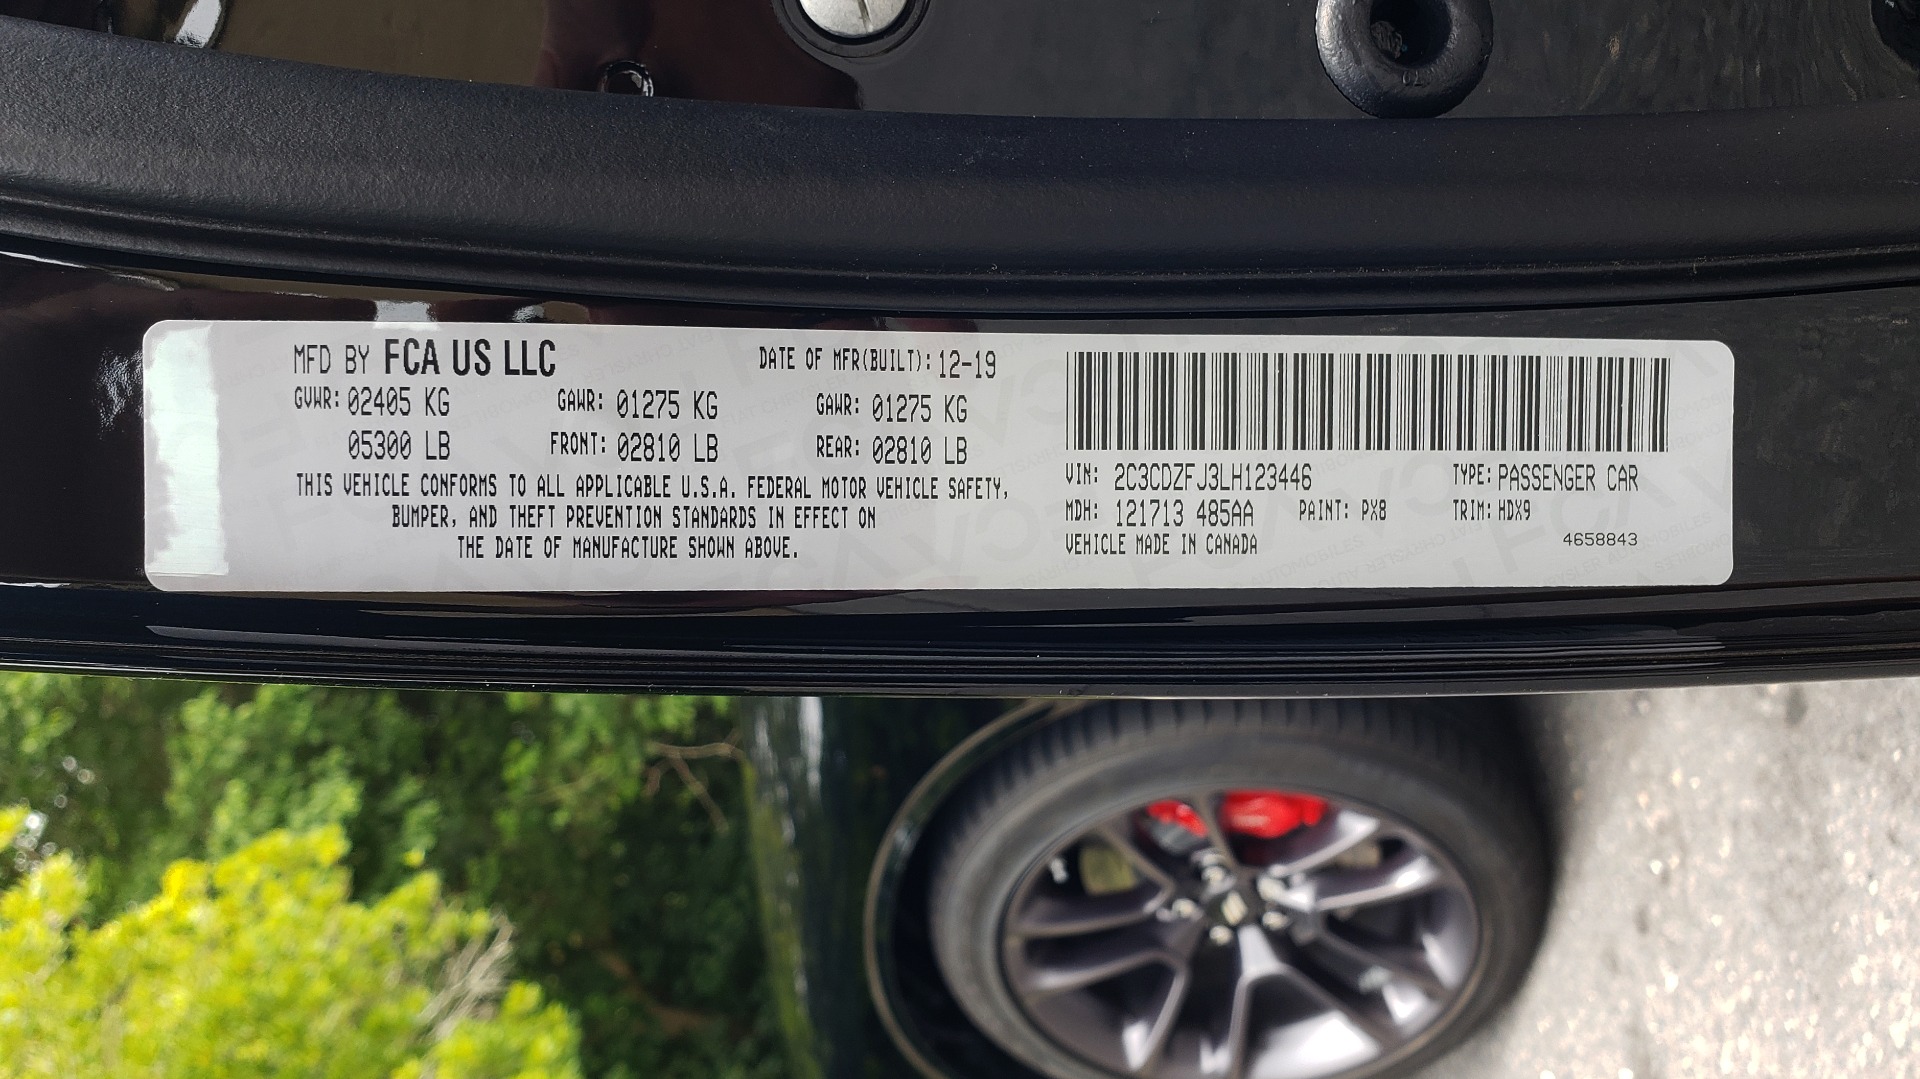 MFD BY FCA US LLC DATE OF MFR(BUILT): 12-19
GVWR: 02405 KG GAWR: 01275 KG GAWR: 01275 KG
05300 LB FRONT: 02810 LB REAR: 02810 LB
THIS VEHICLE CONFORMS TO ALL APPLICABLE U.S.A. FEDERAL MOTOR VEHICLE SAFETY,
BUMPER, AND THEFT PREVENTION STANDARDS IN EFFECT ON
THE DATE OF MANUFACTURE SHOWN ABOVE.
VIN: 2C3CDZFJ3LH123446 TYPE: PASSENGER CAR
MDH: 121713 485AA PAINT: PX8 TRIM: HDX9
VEHICLE MADE IN CANADA 4658843